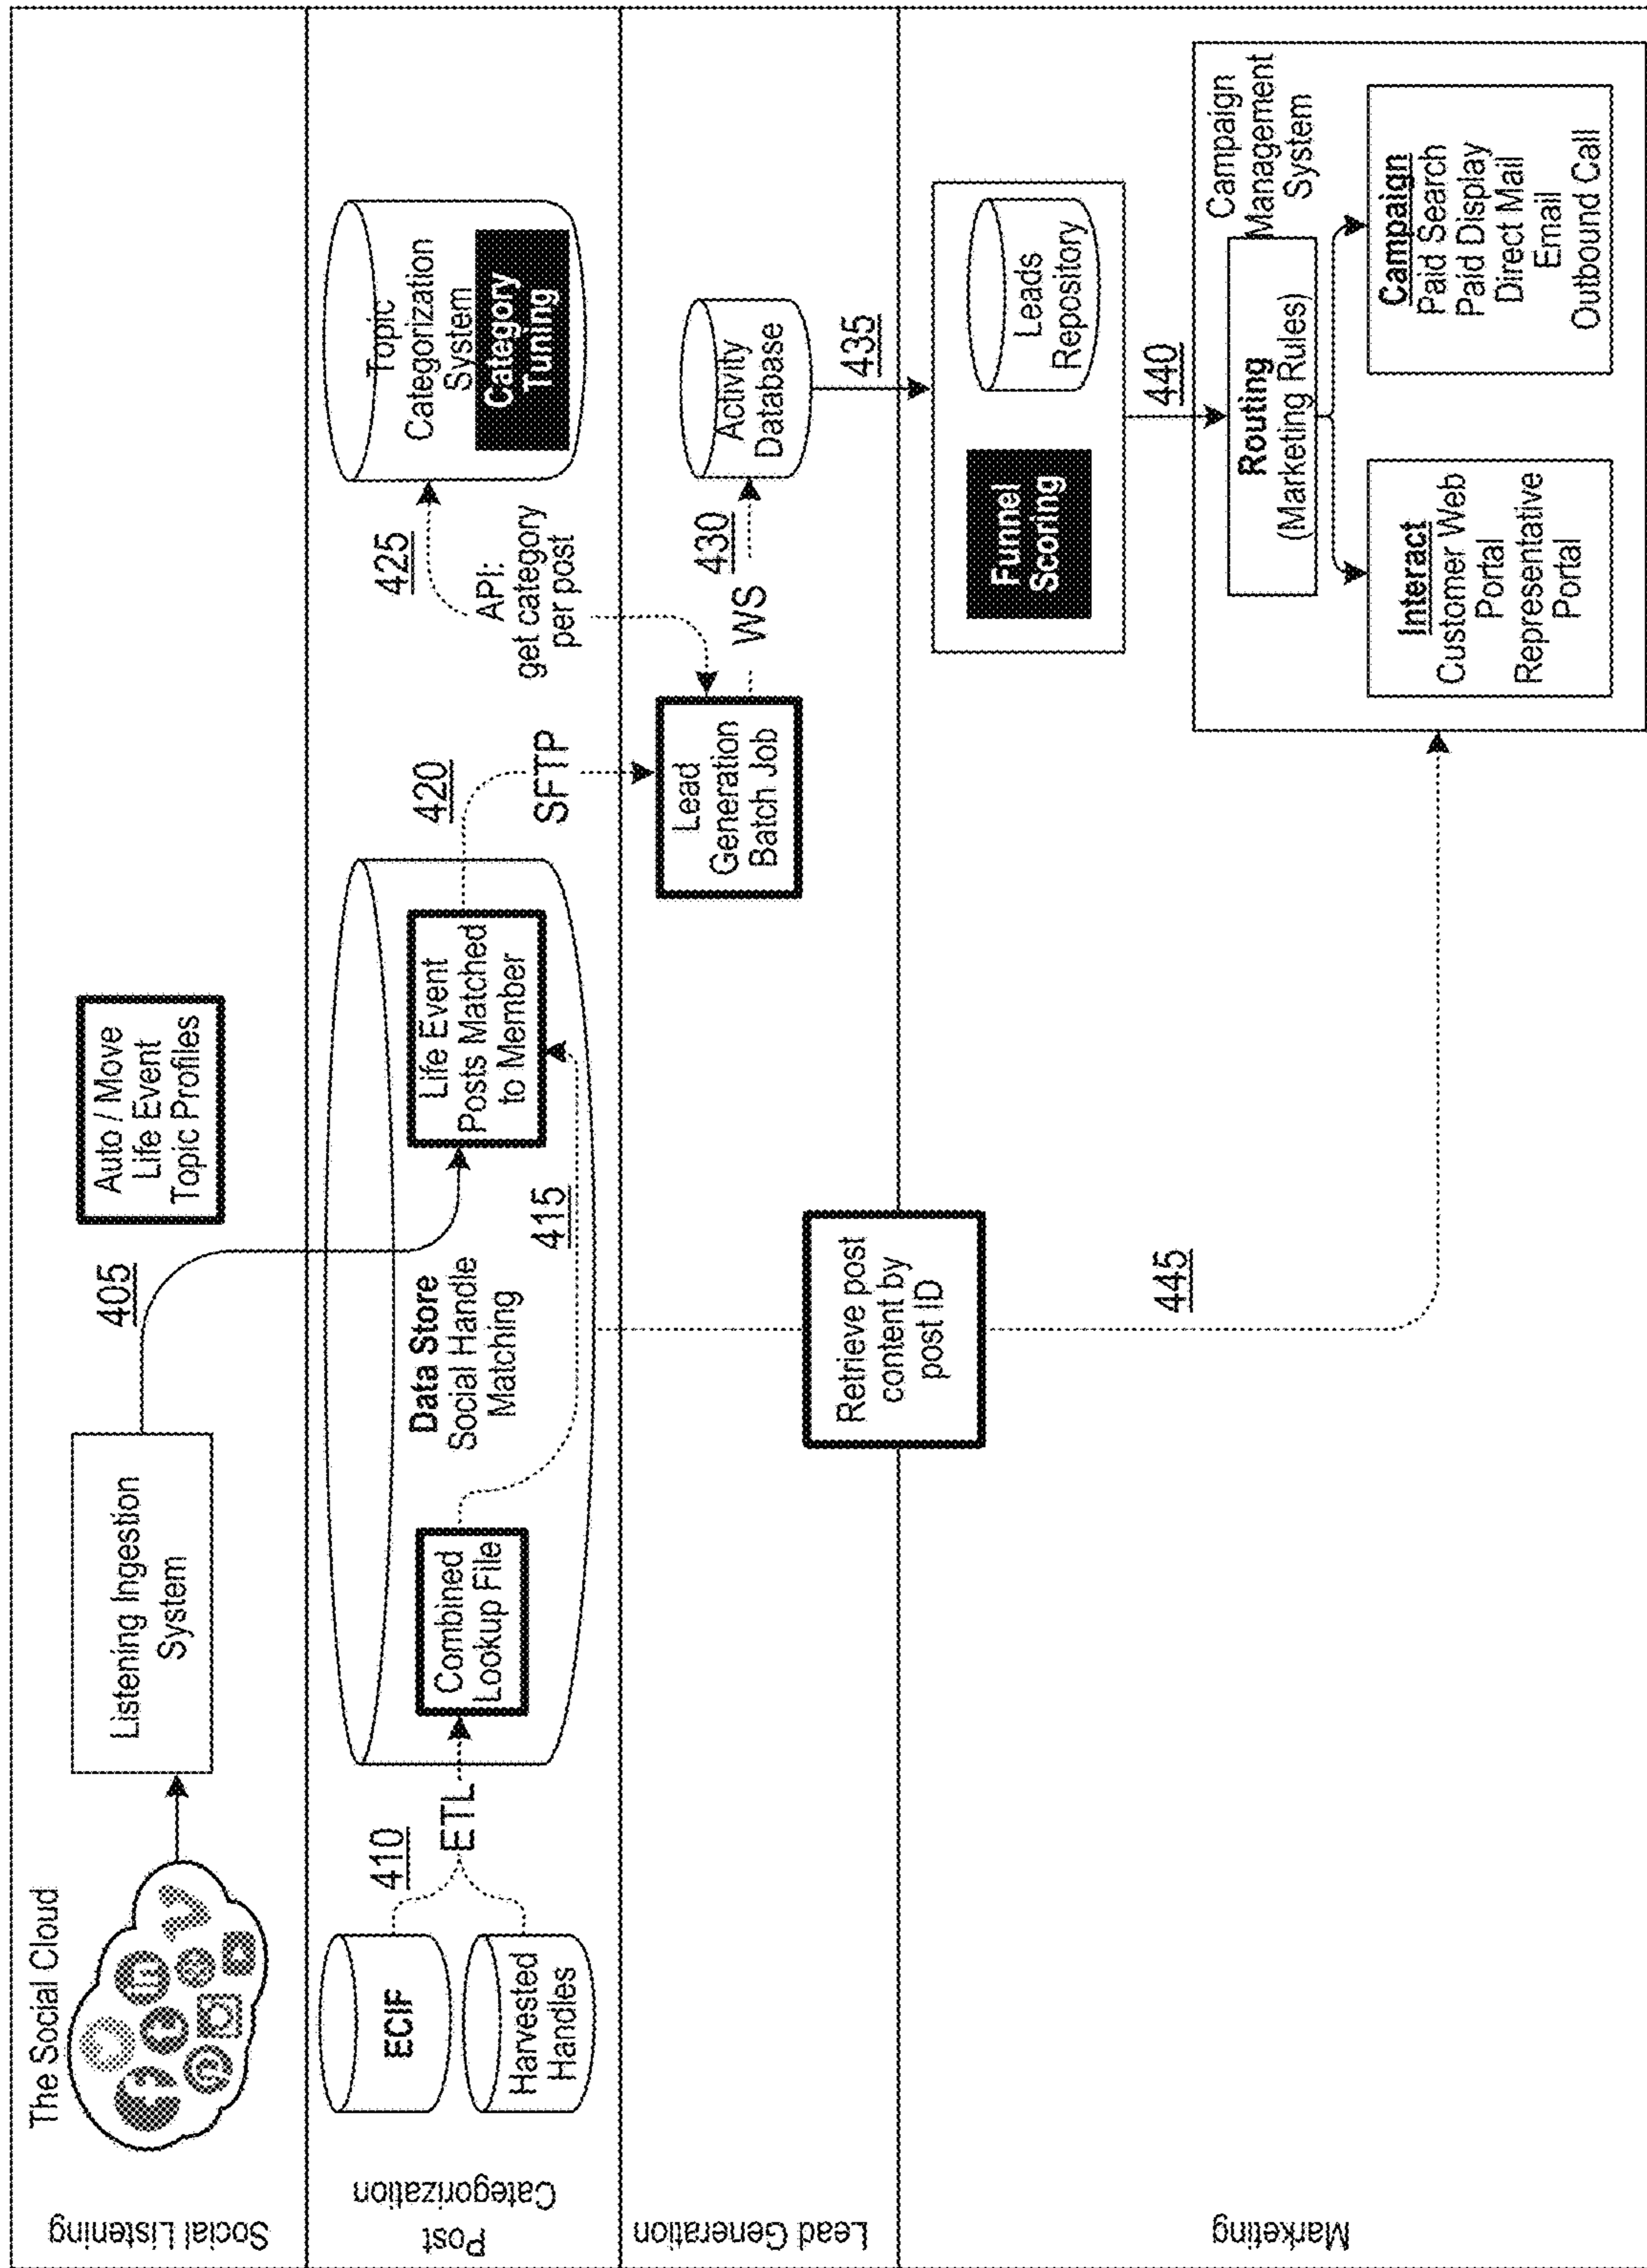 Social Listening
The Social Cloud
Listening Ingestion
System
405
Auto / Move
Life Event
Topic Profiles
Post
Categorization
ECIF
Harvested
Handles
410
ETL
Combined
Lookup File
Data Store
Social Handle
Matching
415
Life Event
Posts Matched
to Member
420
SFTP
425
API:
get category
per post
Topic
Categorization
System
Category
Tuning
Lead Generation
Lead
Generation
Batch Job
WS
430
Activity
Database
435
Retrieve post
content by
post ID
445
Marketing
Funnel
Scoring
Leads
Repository
440
Campaign
Management
System
Routing
(Marketing Rules)
Interact
Customer Web
Portal
Representative
Portal
Campaign
Paid Search
Paid Display
Direct Mail
Email
Outbound Call